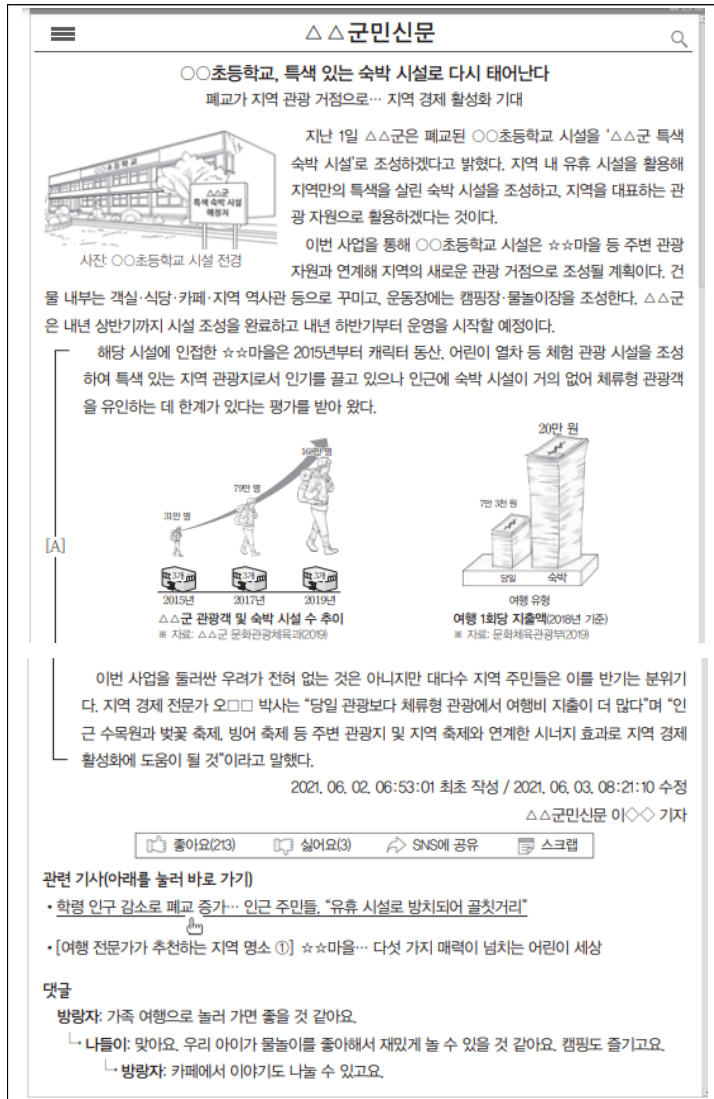 △△군민신문
○○초등학교, 특색 있는 숙박 시설로 다시 태어난다
폐교가 지역 관광 거점으로… 지역 경제 활성화 기대
○○초등학교
△△군
특색 숙박 시설
예정지
사진: ○○초등학교 시설 전경
지난 1일 △△군은 폐교된 ○○초등학교 시설을 ‘△△군 특색
숙박 시설’로 조성하겠다고 밝혔다. 지역 내 유휴 시설을 활용해
지역만의 특색을 살린 숙박 시설을 조성하고, 지역을 대표하는 관
광 자원으로 활용하겠다는 것이다.
이번 사업을 통해 ○○초등학교 시설은 ☆☆마을 등 주변 관광
자원과 연계해 지역의 새로운 관광 거점으로 조성될 계획이다. 건
물 내부는 객실·식당·카페·지역 역사관 등으로 꾸미고, 운동장에는 캠핑장·물놀이장을 조성한다. △△군
은 내년 상반기까지 시설 조성을 완료하고 내년 하반기부터 운영을 시작할 예정이다.
해당 시설에 인접한 ☆☆마을은 2015년부터 캐릭터 동산, 어린이 열차 등 체험 관광 시설을 조성
하여 특색 있는 지역 관광지로서 인기를 끌고 있으나 인근에 숙박 시설이 거의 없어 체류형 관광객
을 유인하는 데 한계가 있다는 평가를 받아 왔다.
[A]
31만 명
79만 명
168만 명
3개
3개
3개
2015년 2017년 2019년
△△군 관광객 및 숙박 시설 수 추이
※ 자료: △△군 문화관광체육과(2019)
20만 원
7만 3천 원
당일 숙박
여행 유형
여행 1회당 지출액(2018년 기준)
※ 자료: 문화체육관광부(2019)
이번 사업을 둘러싼 우려가 전혀 없는 것은 아니지만 대다수 지역 주민들은 이를 반기는 분위기
다. 지역 경제 전문가 오□□ 박사는 “당일 관광보다 체류형 관광에서 여행비 지출이 더 많다”며 “인
근 수목원과 벚꽃 축제, 빙어 축제 등 주변 관광지 및 지역 축제와 연계한 시너지 효과로 지역 경제
활성화에 도움이 될 것”이라고 말했다.
2021. 06. 02. 06:53:01 최초 작성 / 2021. 06. 03. 08:21:10 수정
△△군민신문 이◇◇ 기자
좋아요(213) 싫어요(3) SNS에 공유 스크랩
관련 기사(아래를 눌러 바로 가기)
• 학령 인구 감소로 폐교 증가… 인근 주민들, “유휴 시설로 방치되어 골칫거리”
• [여행 전문가가 추천하는 지역 명소 ①] ☆☆마을… 다섯 가지 매력이 넘치는 어린이 세상
댓글
방랑자: 가족 여행으로 놀러 가면 좋을 것 같아요.
나들이: 맞아요. 우리 아이가 물놀이를 좋아해서 재밌게 놀 수 있을 것 같아요. 캠핑도 즐기고요.
방랑자: 카페에서 이야기도 나눌 수 있고요.